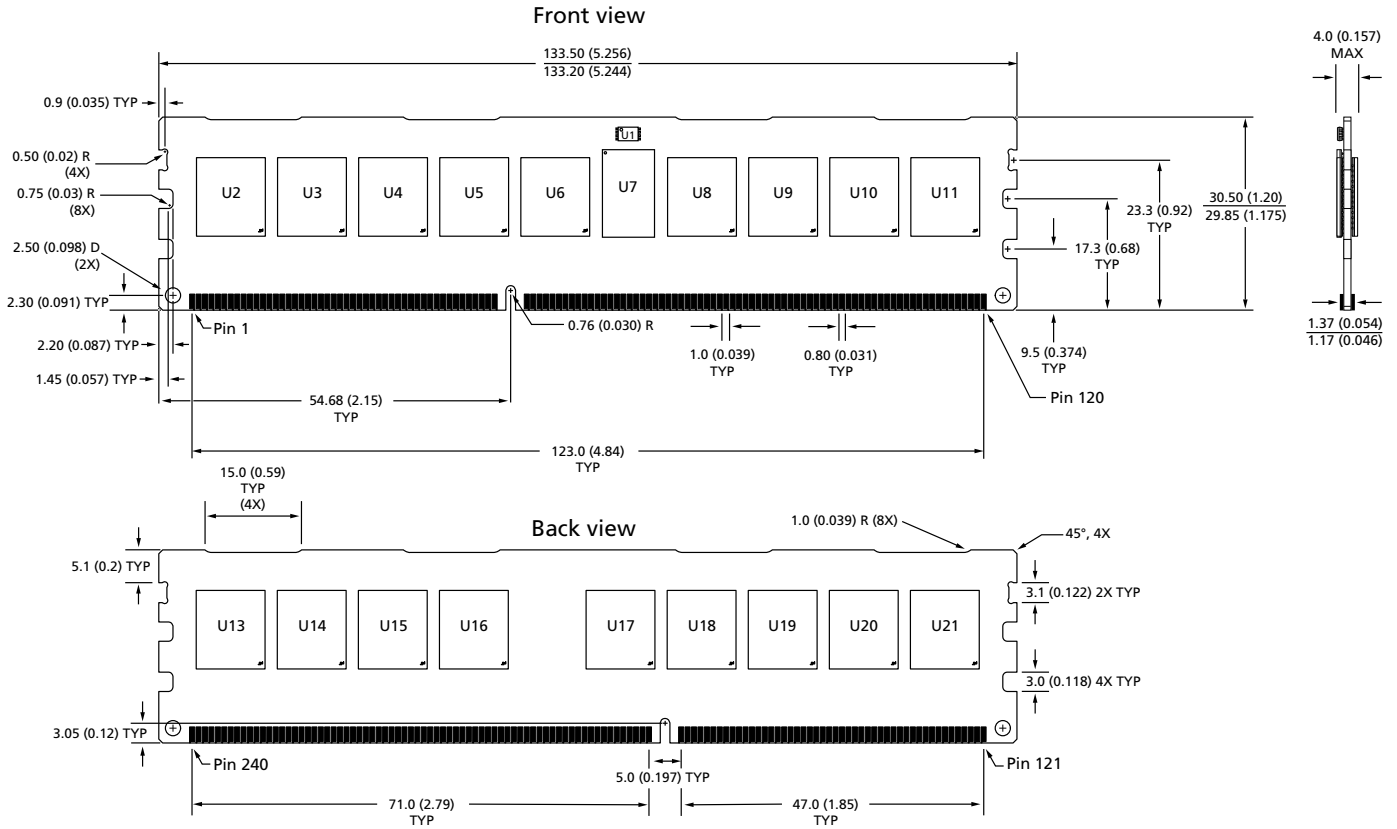 Front view
133.50 (5.256)
133.20 (5.244)
4.0 (0.157)
MAX
0.9 (0.035) TYP
0.50 (0.02) R
(4X)
0.75 (0.03) R
(8X)
2.50 (0.098) D
(2X)
2.30 (0.091) TYP
2.20 (0.087) TYP
1.45 (0.057) TYP
U1
U2
U3
U4
U5
U6
U7
U8
U9
U10
U11
23.3 (0.92)
TYP
17.3 (0.68)
TYP
30.50 (1.20)
29.85 (1.175)
Pin 1
0.76 (0.030) R
1.0 (0.039)
TYP
0.80 (0.031)
TYP
9.5 (0.374)
TYP
1.37 (0.054)
1.17 (0.046)
Pin 120
54.68 (2.15)
TYP
123.0 (4.84)
TYP
15.0 (0.59)
TYP
(4X)
Back view
1.0 (0.039) R (8X)
45°, 4X
5.1 (0.2) TYP
3.1 (0.122) 2X TYP
U13
U14
U15
U16
U17
U18
U19
U20
U21
3.0 (0.118) 4X TYP
3.05 (0.12) TYP
Pin 240
5.0 (0.197) TYP
Pin 121
71.0 (2.79)
TYP
47.0 (1.85)
TYP